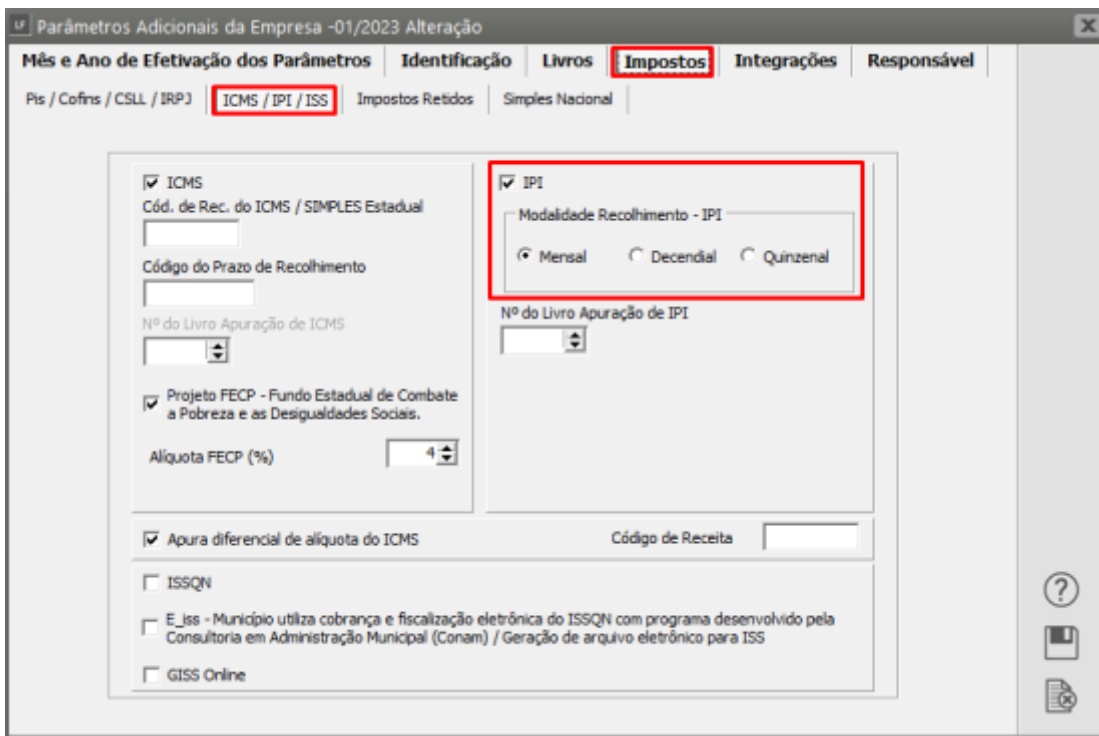 LF Parâmetros Adicionais da Empresa -01/2023 Alteração
Mês e Ano de Efetivação dos Parâmetros Identificação Livros Impostos Integrações Responsável
Pis / Cofins / CSLL / IRPJ ICMS / IPI / ISS Impostos Retidos Simples Nacional
ICMS
Cód. de Rec. do ICMS / SIMPLES Estadual
Código do Prazo de Recolhimento
Nº do Livro Apuração de ICMS
Projeto FECP - Fundo Estadual de Combate
a Pobreza e as Desigualdades Sociais.
Alíquota FECP (%) 4
IPI
Modalidade Recolhimento - IPI
Mensal Decendial Quinzenal
Nº do Livro Apuração de IPI
Apura diferencial de alíquota do ICMS Código de Receita
ISSQN
E_iss - Município utiliza cobrança e fiscalização eletrônica do ISSQN com programa desenvolvido pela
Consultoria em Administração Municipal (Conam) / Geração de arquivo eletrônico para ISS
GISS Online